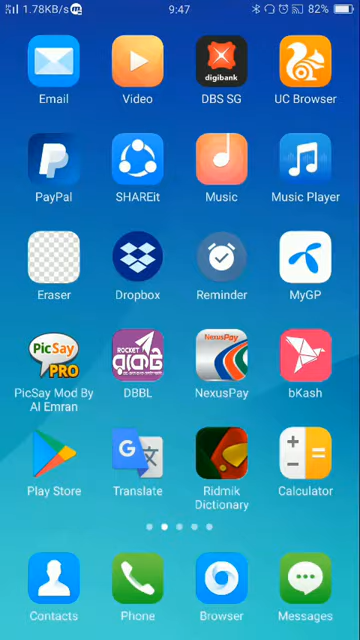 1.78KB/s 9:47 82%
digibank
Email Video DBS SG UC Browser
PayPal SHAREit Music Music Player
Eraser Dropbox Reminder MyGP
PicSay
PRO
ROCKET
রকেট
NexusPay
PicSay Mod By
Al Emran
DBBL NexusPay bKash
G
Play Store Translate Ridmik
Dictionary
Calculator
Contacts Phone Browser Messages